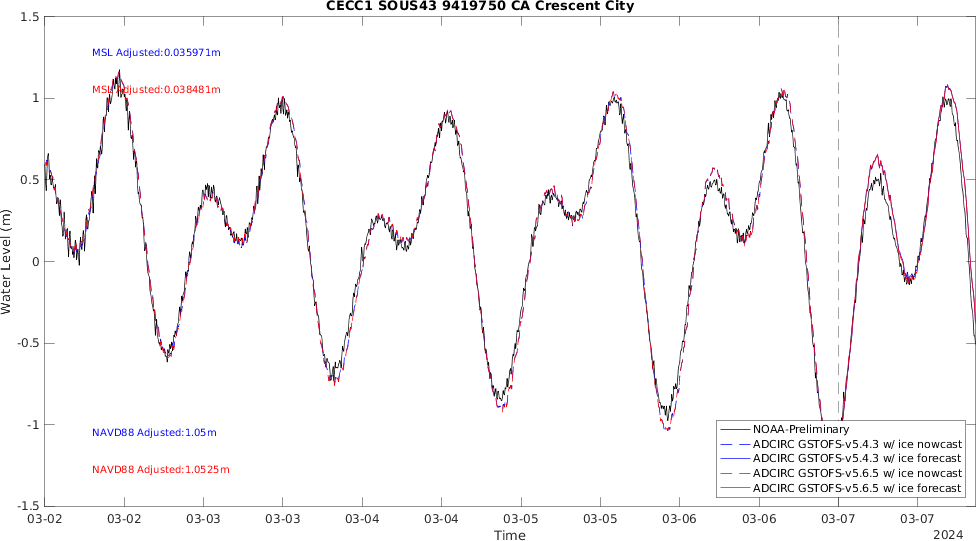 CECC1 SOUS43 9419750 CA Crescent City
1.5
1
0.5
0
-0.5
-1
-1.5
Water Level (m)
MSL Adjusted:0.035971m
MSL Adjusted:0.038481m
NAVD88 Adjusted:1.05m
NAVD88 Adjusted:1.0525m
NOAA-Preliminary
ADCIRC GSTOFS-v5.4.3 w/ ice nowcast
ADCIRC GSTOFS-v5.4.3 w/ ice forecast
ADCIRC GSTOFS-v5.6.5 w/ ice nowcast
ADCIRC GSTOFS-v5.6.5 w/ ice forecast
03-02 03-02 03-03 03-03 03-04 03-04 03-05 03-05 03-06 03-06 03-07 03-07
Time
2024